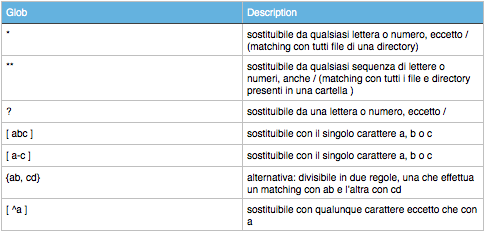 Glob Description
* sostituibile da qualsiasi lettera o numero, eccetto /
(matching con tutti file di una directory)
** sostituibile da qualsiasi sequenza di lettere o
numeri, anche / (matching con tutti i file e directory
presenti in una cartella )
? sostituibile da una lettera o numero, eccetto /
[ abc ] sostituibile con il singolo carattere a, b o c
[ a-c ] sostituibile con il singolo carattere a, b o c
{ab, cd} alternativa: divisibile in due regole, una che effettua
un matching con ab e l'altra con cd
[ ^a ] sostituibile con qualunque carattere eccetto che con
a